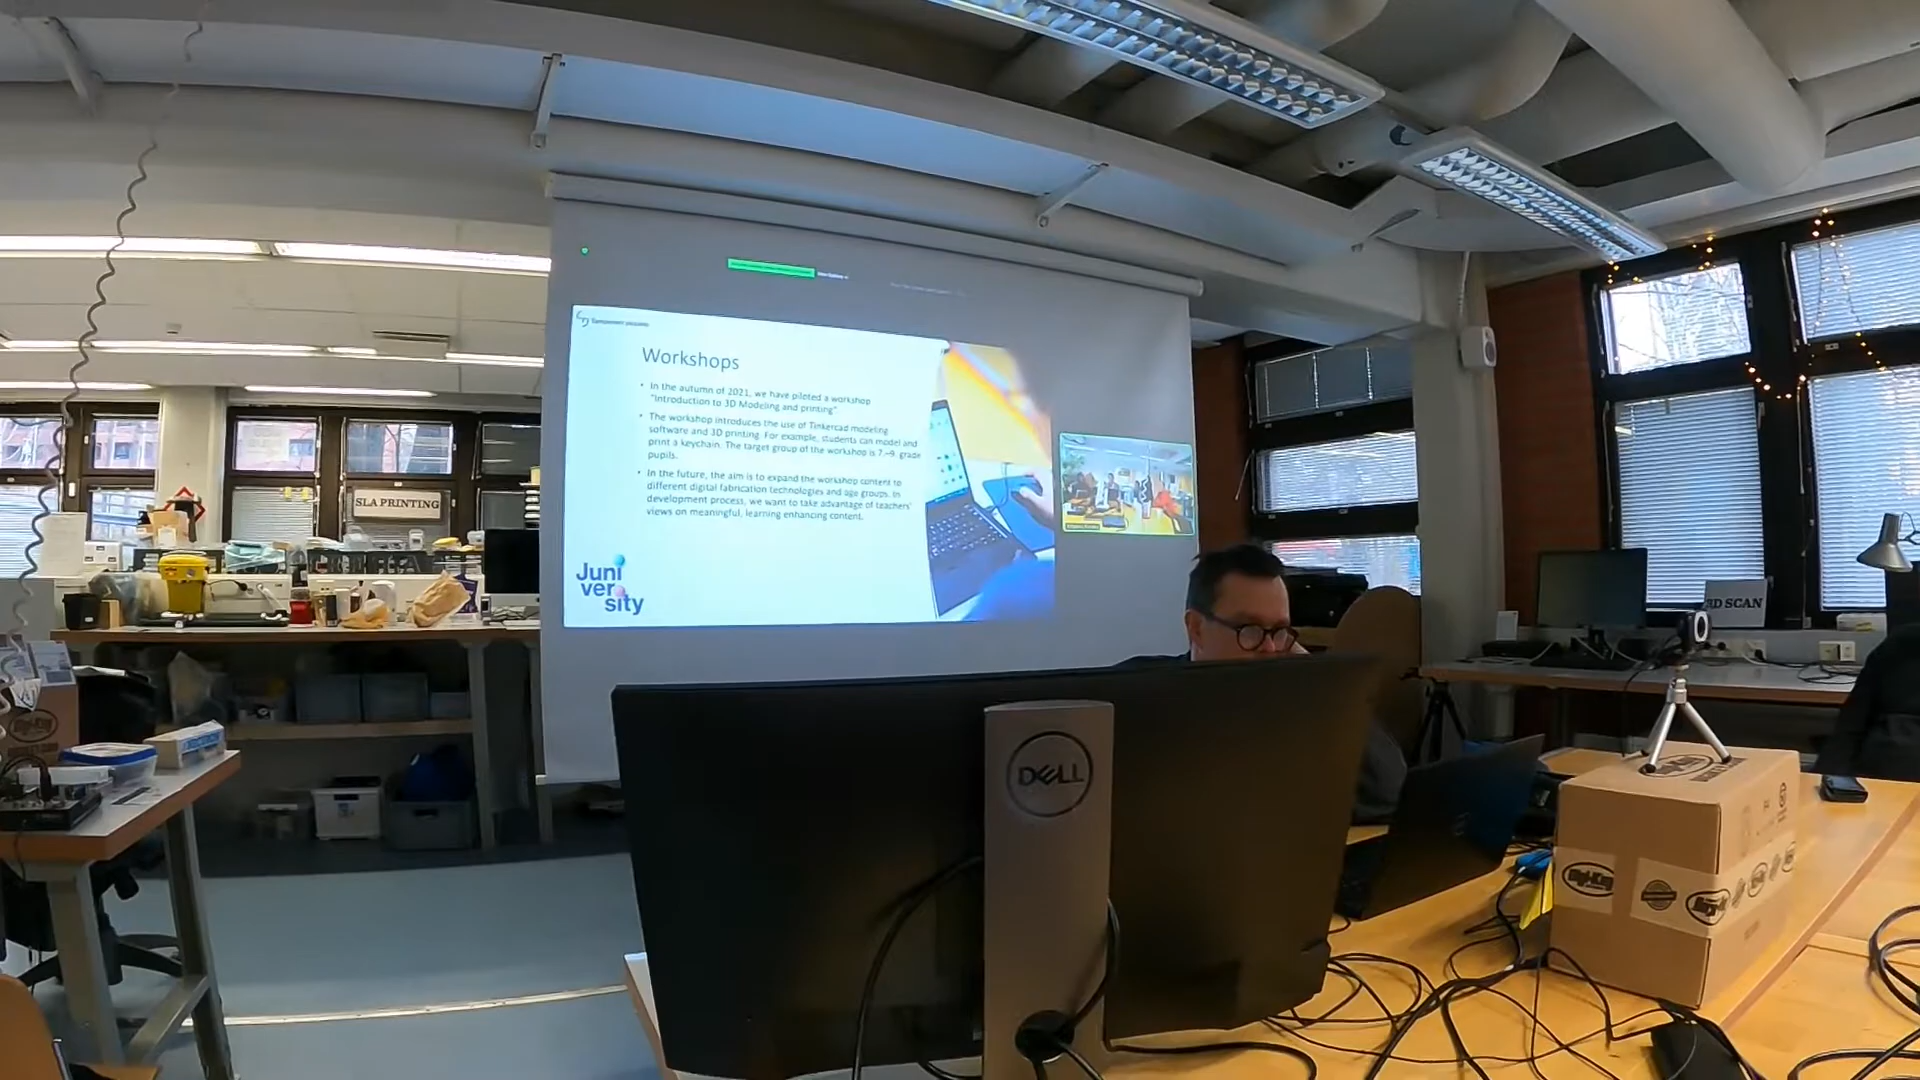 Workshops
• In the autumn of 2021, we have piloted a workshop
"Introduction to 3D Modeling and printing"
• The workshop introduces the use of Tinkercad modeling
software and 3D printing. For example, students can model and
print a keychain. The target group of the workshop is 7.–9. grade
pupils.
• In the future, the aim is to expand the workshop content to
different digital fabrication technologies and age groups. In
development process, we want to take advantage of teachers'
views on meaningful, learning enhancing content.
Juni
ver
sity
SLA PRINTING
3D SCAN
DELL
Digi-Key